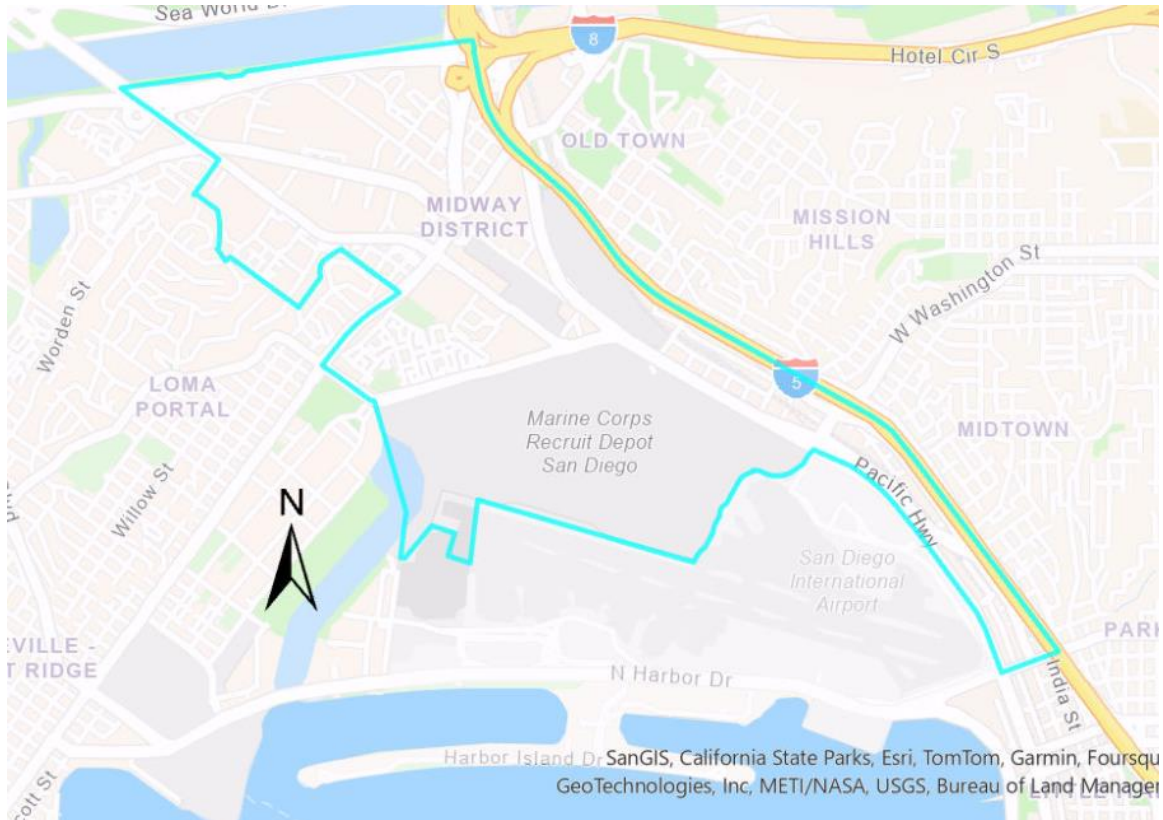 Sea World D
8
Hotel Cir S
OLD TOWN
MIDWAY
DISTRICT
MISSION
HILLS
W Washington St
Worden St
5
LOMA
PORTAL
Marine Corps
Recruit Depot
San Diego
MIDTOWN
Willow St
Pacific Hwy
N
San Diego
International
Airport
EVILLE -
T RIDGE
PARK
N Harbor Dr
India St
Harbor Island Dr
SanGIS, California State Parks, Esri, TomTom, Garmin, Foursqu
GeoTechnologies, Inc, METI/NASA, USGS, Bureau of Land Manager
cott St